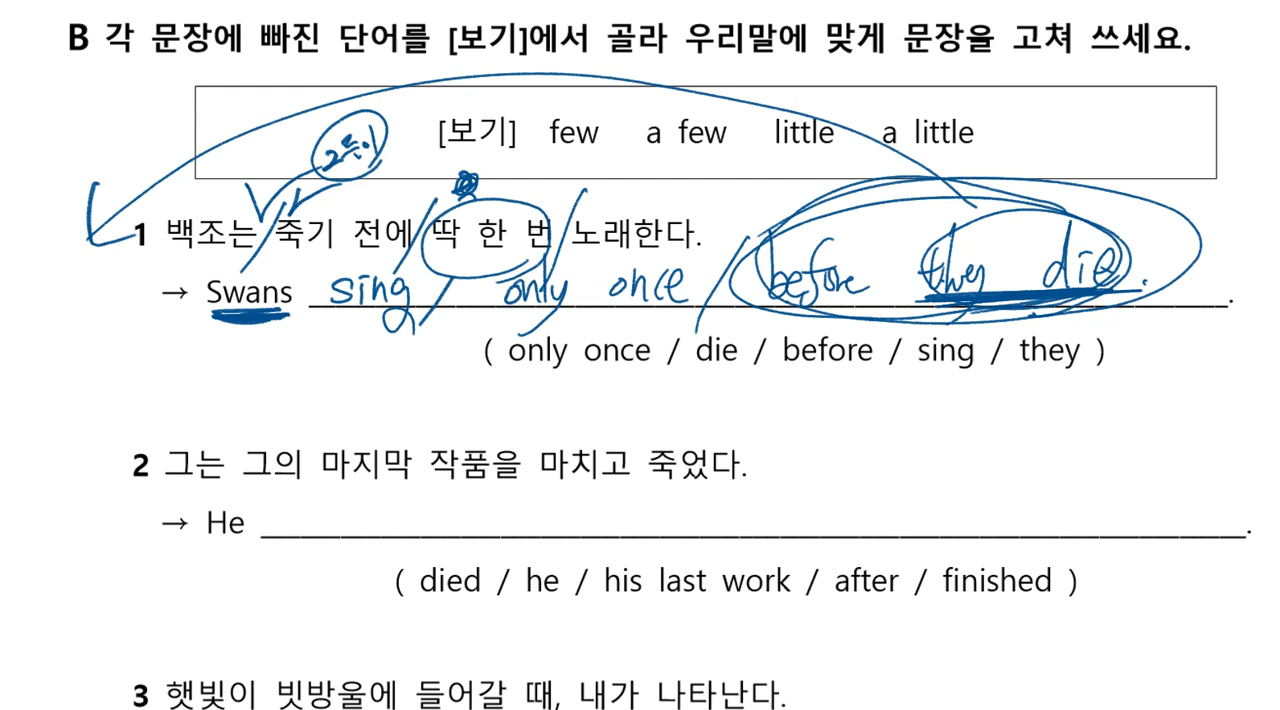 B 각 문장에 빠진 단어를 [보기]에서 골라 우리말에 맞게 문장을 고쳐 쓰세요.
[보기] few a few little a little
1 백조는 죽기 전에 딱 한 번 노래한다.
→ Swans sing only once before they die.
( only once / die / before / sing / they )
2 그는 그의 마지막 작품을 마치고 죽었다.
→ He ______.
( died / he / his last work / after / finished )
3 햇빛이 빗방울에 들어갈 때, 내가 나타난다.